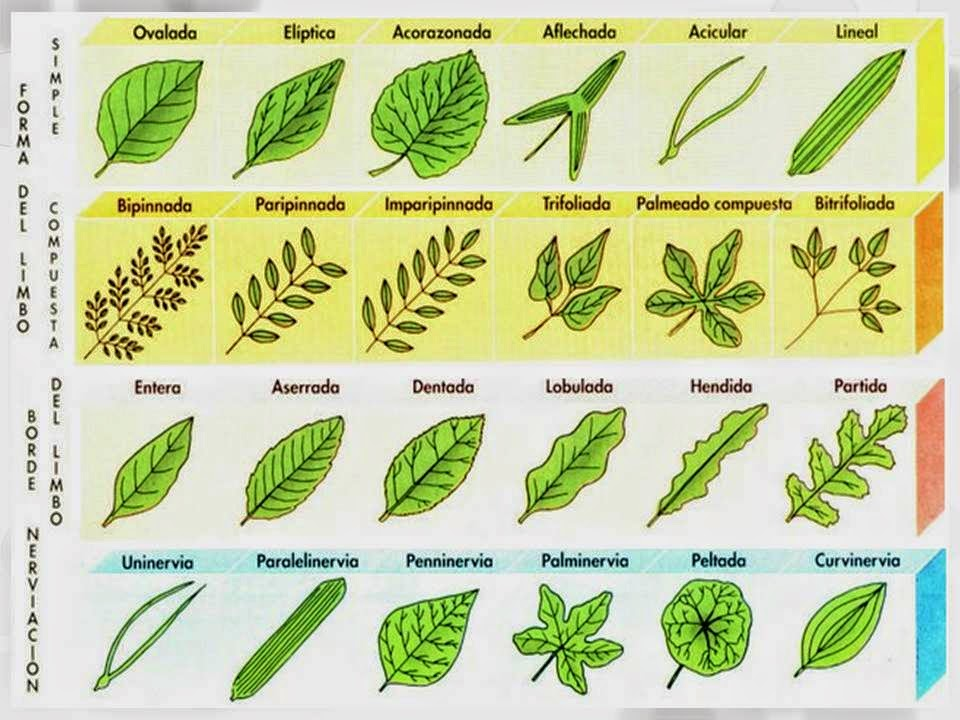 FORMA DEL LIMBO
SIMPLE
Ovalada Elíptica Acorazonada Aflechada Acicular Lineal
COMPUESTA
Bipinnada Paripinnada Imparipinnada Trifoliada Palmeado compuesta Bitrifoliada
BORDE DEL LIMBO
Entera Aserrada Dentada Lobulada Hendida Partida
NERVIACION
Uninervia Paralelinervia Penninervia Palminervia Peltada Curvinervia